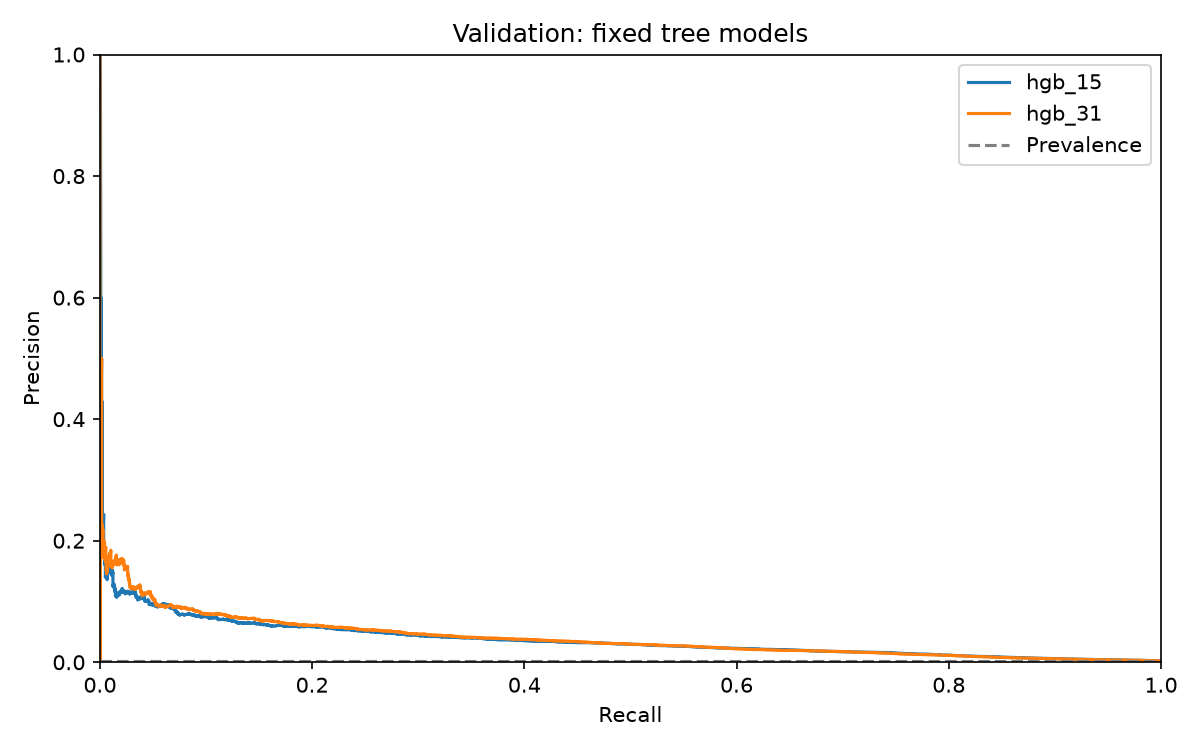 Validation: fixed tree models
hgb_15
hgb_31
Prevalence
Precision
1.0
0.8
0.6
0.4
0.2
0.0
0.0 0.2 0.4 0.6 0.8 1.0
Recall